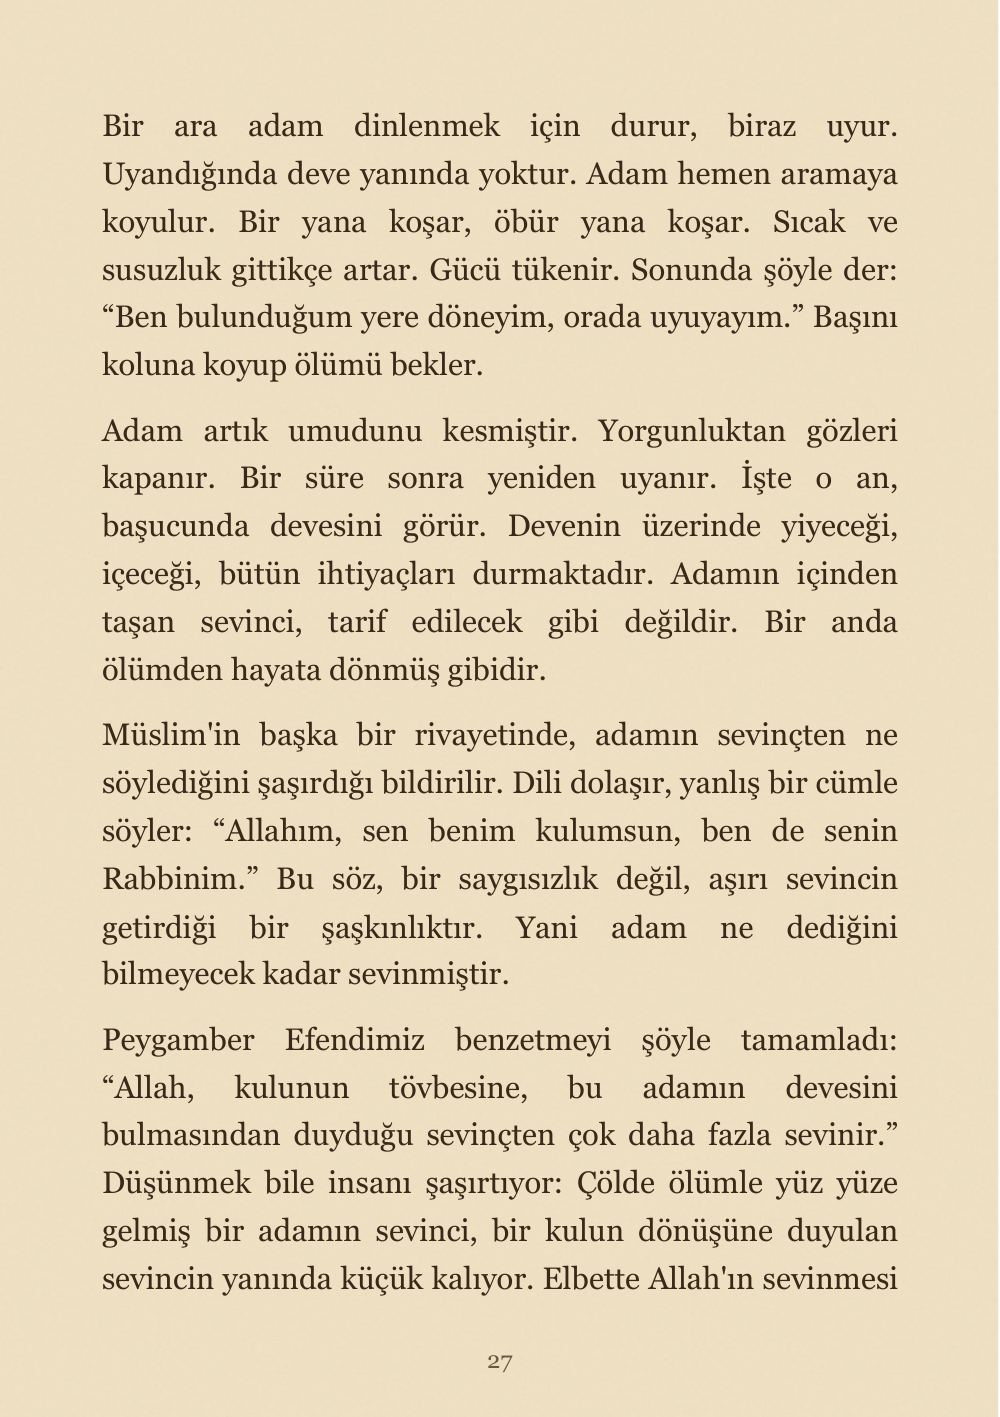 Bir ara adam dinlenmek için durur, biraz uyur.
Uyandığında deve yanında yoktur. Adam hemen aramaya
koyulur. Bir yana koşar, öbür yana koşar. Sıcak ve
susuzluk gittikçe artar. Gücü tükenir. Sonunda şöyle der:
“Ben bulunduğum yere döneyim, orada uyuyayım.” Başını
koluna koyup ölümü bekler.
Adam artık umudunu kesmiştir. Yorgunluktan gözleri
kapanır. Bir süre sonra yeniden uyanır. İşte o an,
başucunda devesini görür. Devenin üzerinde yiyeceği,
içeceği, bütün ihtiyaçları durmaktadır. Adamın içinden
taşan sevinci, tarif edilecek gibi değildir. Bir anda
ölümden hayata dönmüş gibidir.
Müslim'in başka bir rivayetinde, adamın sevinçten ne
söylediğini şaşırdığı bildirilir. Dili dolaşır, yanlış bir cümle
söyler: “Allahım, sen benim kulumsun, ben de senin
Rabbinim.” Bu söz, bir saygısızlık değil, aşırı sevincin
getirdiği bir şaşkınlıktır. Yani adam ne dediğini
bilmeyecek kadar sevinmiştir.
Peygamber Efendimiz benzetmeyi şöyle tamamladı:
“Allah, kulunun tövbesine, bu adamın devesini
bulmasından duyduğu sevinçten çok daha fazla sevinir.”
Düşünmek bile insanı şaşırtıyor: Çölde ölümle yüz yüze
gelmiş bir adamın sevinci, bir kulun dönüşüne duyulan
sevincin yanında küçük kalıyor. Elbette Allah'ın sevinmesi
27